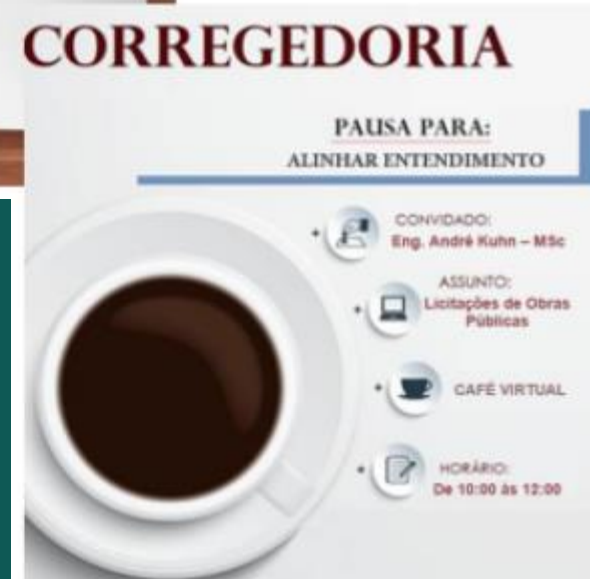 CORREGEDORIA
PAUSA PARA:
ALINHAR ENTENDIMENTO
CONVIDADO:
Eng. André Kuhn – MSc
ASSUNTO:
Licitações de Obras
Públicas
CAFÉ VIRTUAL
HORÁRIO:
De 10:00 às 12:00